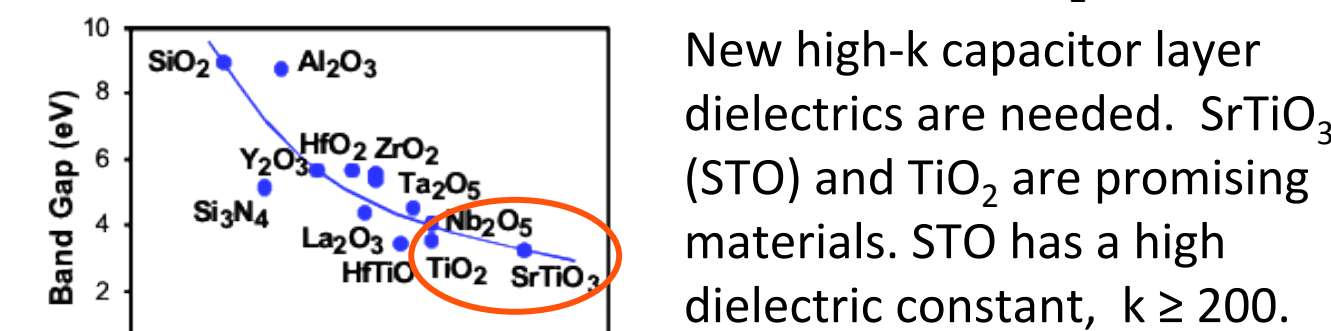 10
8
6
4
2
Band Gap (eV)
SiO₂
Al₂O₃
HfO₂
ZrO₂
Y₂O₃
Ta₂O₅
Si₃N₄
Nb₂O₅
La₂O₃
HfTiO
TiO₂
SrTiO₃
New high-k capacitor layer
dielectrics are needed. SrTiO₃
(STO) and TiO₂ are promising
materials. STO has a high
dielectric constant, k ≥ 200.